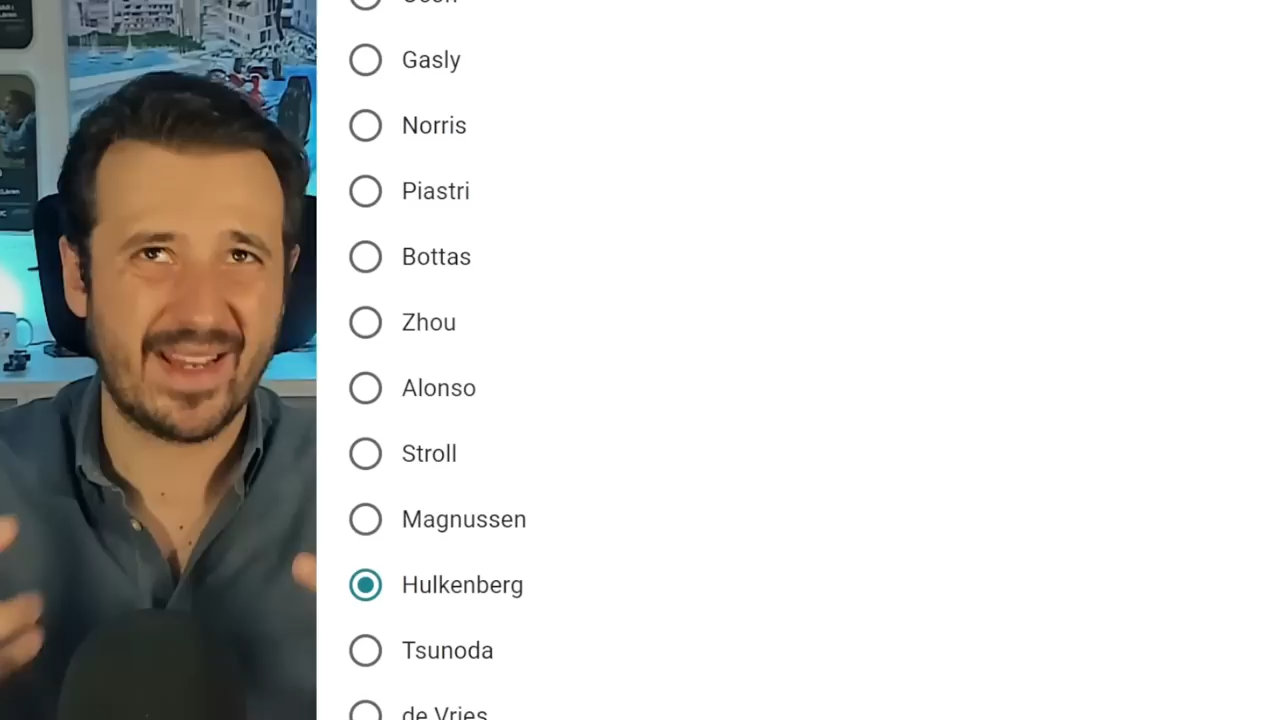 Gasly
Norris
Piastri
Bottas
Zhou
Alonso
Stroll
Magnussen
Hulkenberg
Tsunoda
de Vries